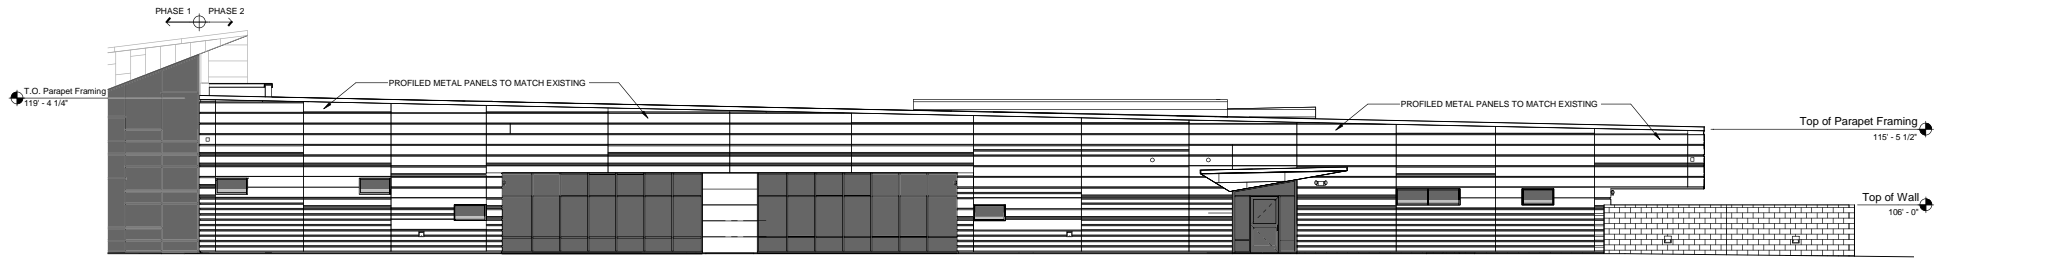 PHASE 1 PHASE 2
T.O. Parapet Framing
119' - 4 1/4"
PROFILED METAL PANELS TO MATCH EXISTING
PROFILED METAL PANELS TO MATCH EXISTING
Top of Parapet Framing
115' - 5 1/2"
Top of Wall
106' - 0"